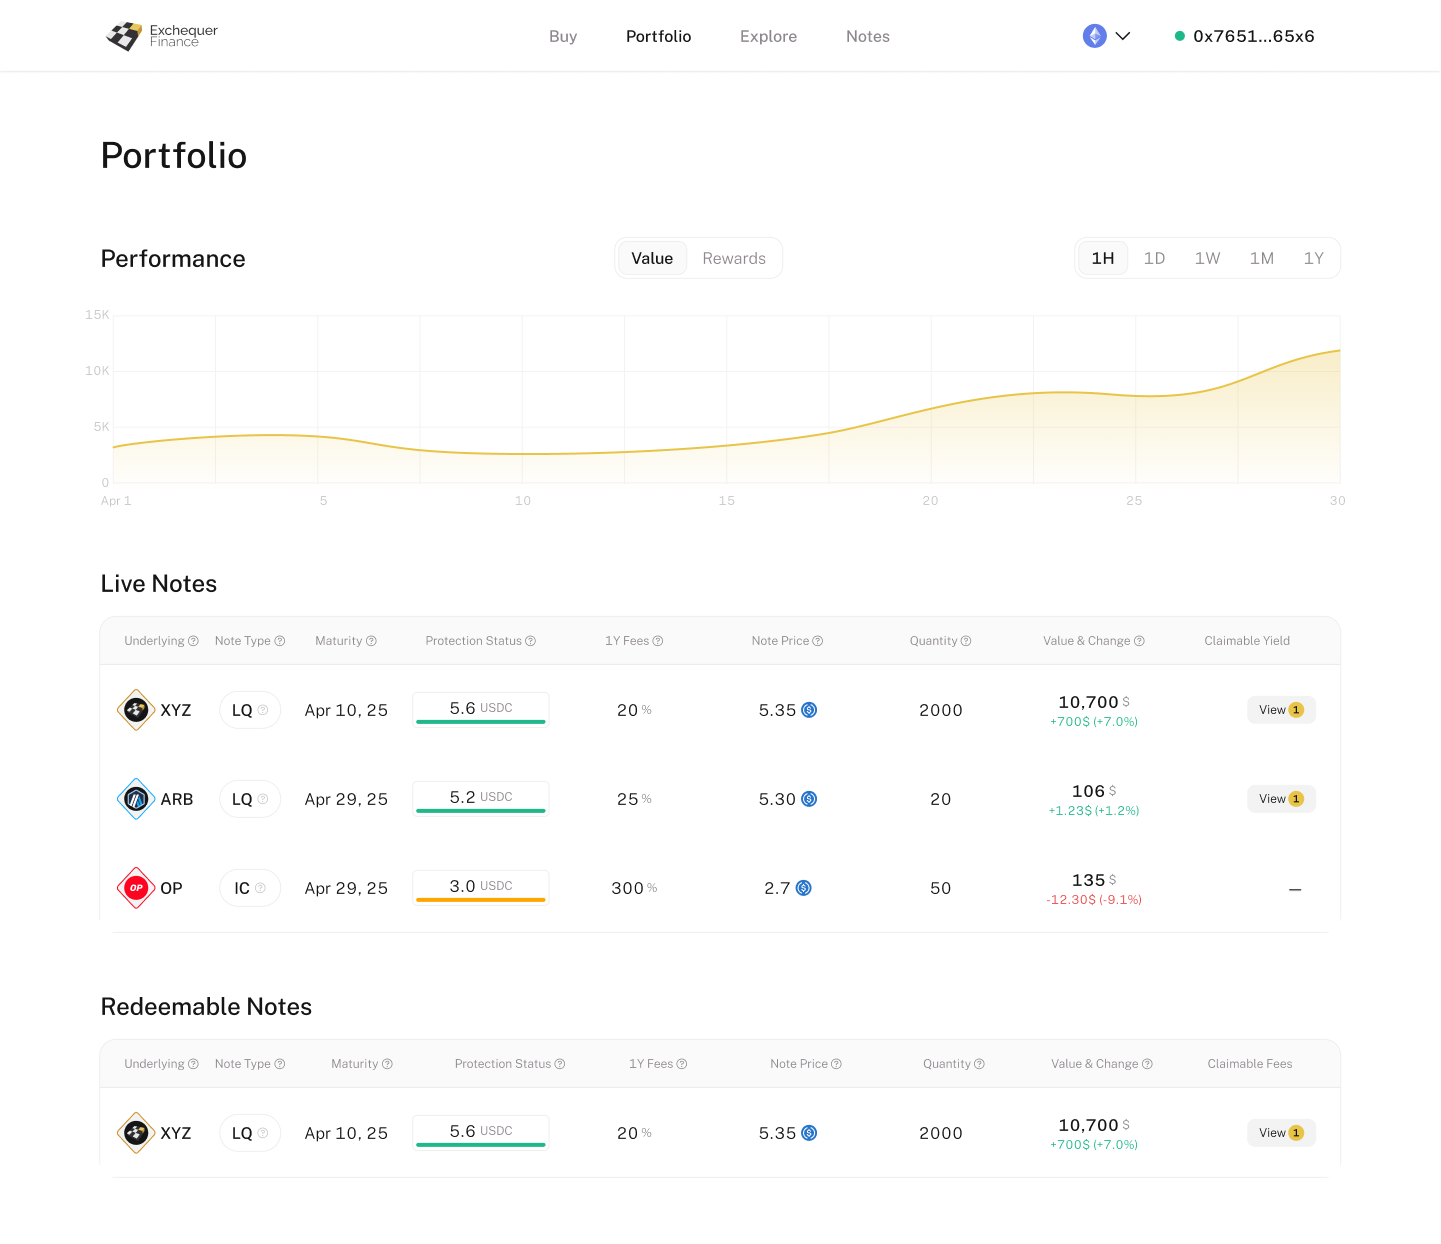 Exchequer
Finance
Buy Portfolio Explore Notes 0x7651...65x6
Portfolio
Performance Value Rewards 1H 1D 1W 1M 1Y
15K
10K
5K
0
Apr 1 5 10 15 20 25 30
Live Notes
Underlying Note Type Maturity Protection Status 1Y Fees Note Price Quantity Value & Change Claimable Yield
XYZ LQ Apr 10, 25 5.6 USDC 20 % 5.35 2000 10,700 $ View 1
+700$ (+7.0%)
ARB LQ Apr 29, 25 5.2 USDC 25 % 5.30 20 106 $ View 1
+1.23$ (+1.2%)
OP OP IC Apr 29, 25 3.0 USDC 300 % 2.7 50 135 $ —
-12.30$ (-9.1%)
Redeemable Notes
Underlying Note Type Maturity Protection Status 1Y Fees Note Price Quantity Value & Change Claimable Fees
XYZ LQ Apr 10, 25 5.6 USDC 20 % 5.35 2000 10,700 $ View 1
+700$ (+7.0%)